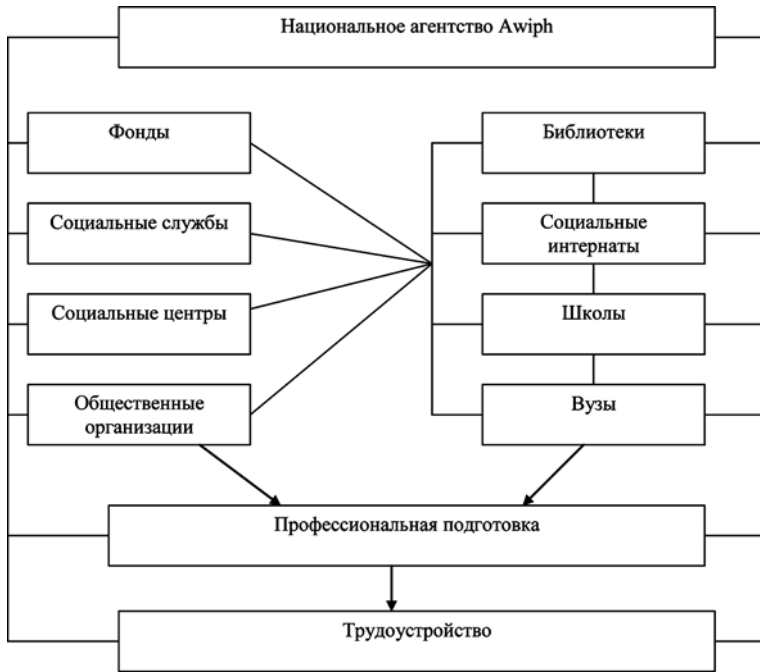 Национальное агентство Awiph
Фонды
Библиотеки
Социальные службы
Социальные
интернаты
Социальные центры
Школы
Общественные
организации
Вузы
Профессиональная подготовка
Трудоустройство